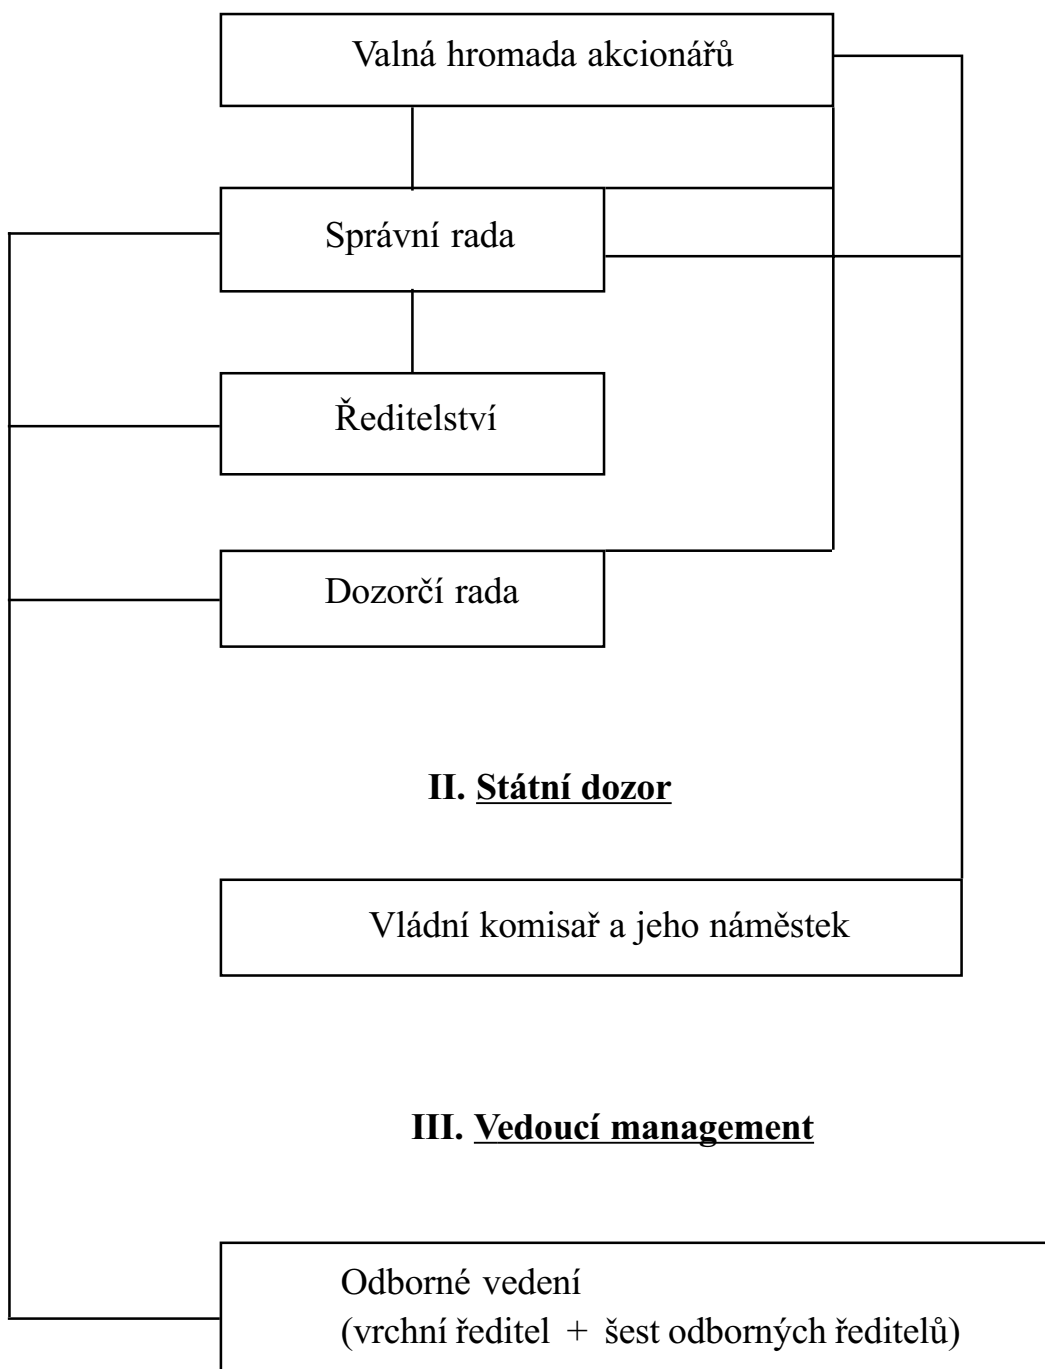 Valná hromada akcionářů
Správní rada
Ředitelství
Dozorčí rada
II. Státní dozor
Vládní komisař a jeho náměstek
III. Vedoucí management
Odborné vedení
(vrchní ředitel + šest odborných ředitelů)